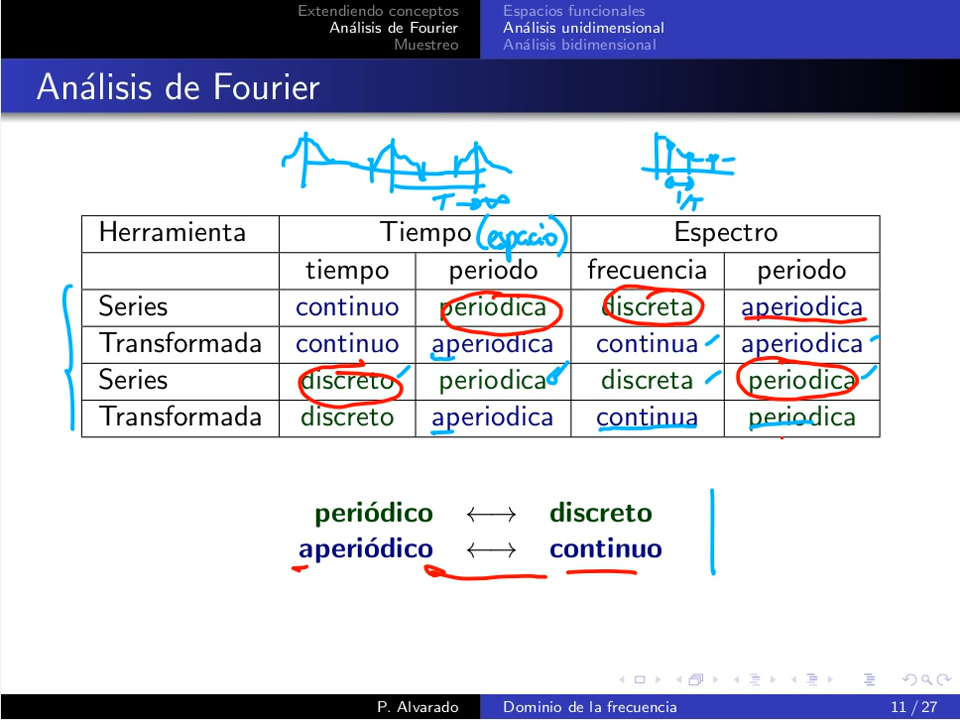 Extendiendo conceptos Espacios funcionales
Análisis de Fourier Análisis unidimensional
Muestreo Análisis bidimensional
Análisis de Fourier
T→∞ 1/T
Herramienta Tiempo (espacio) Espectro
tiempo periodo frecuencia periodo
Series continuo periódica discreta aperiodica
Transformada continuo aperiodica continua aperiodica
Series discreto periodica discreta periodica
Transformada discreto aperiodica continua periodica
periódico ⟷ discreto
aperiódico ⟷ continuo
P. Alvarado Dominio de la frecuencia 11 / 27